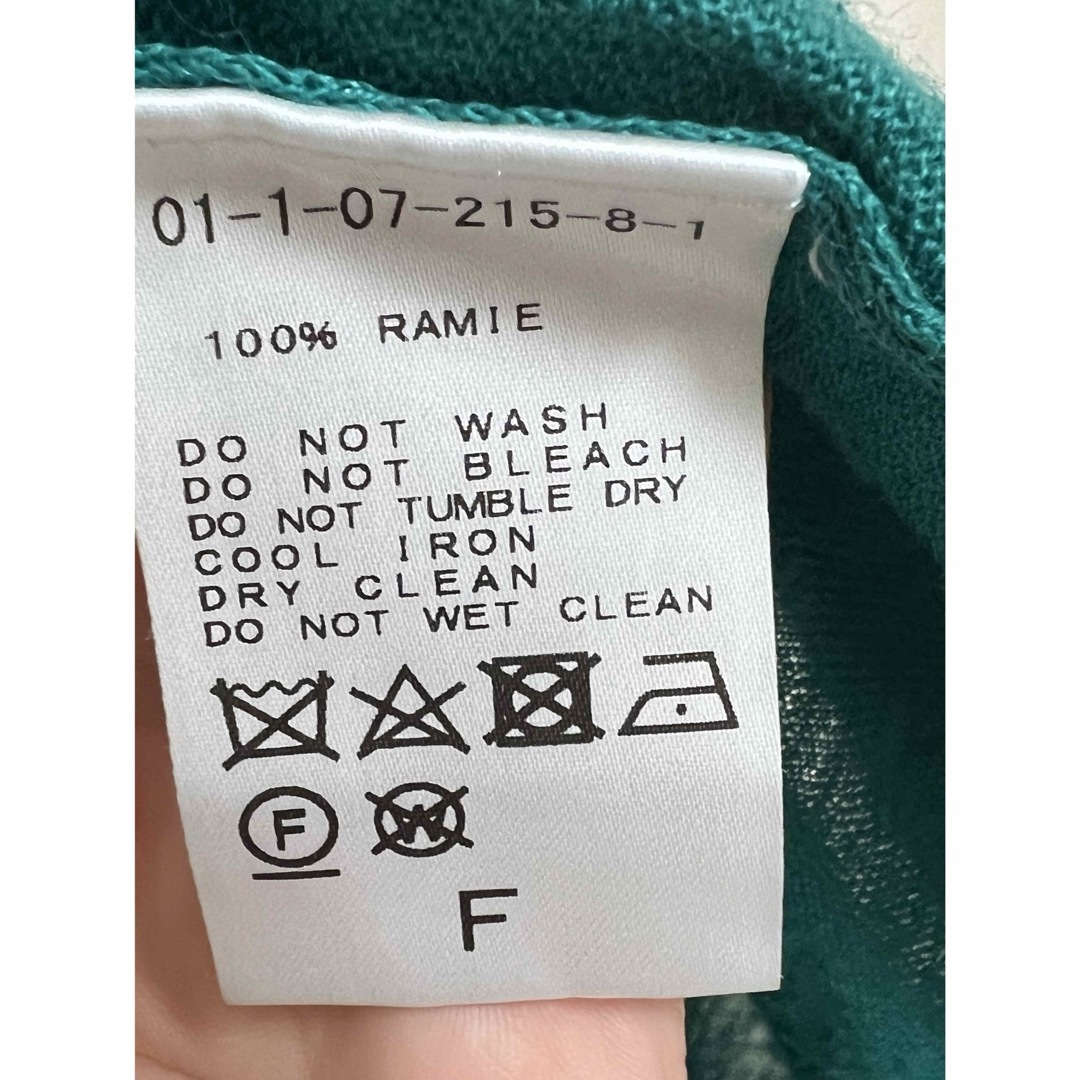 01-1-07-215-8-1
100% RAMIE
DO NOT WASH
DO NOT BLEACH
DO NOT TUMBLE DRY
COOL IRON
DRY CLEAN
DO NOT WET CLEAN
F W
F